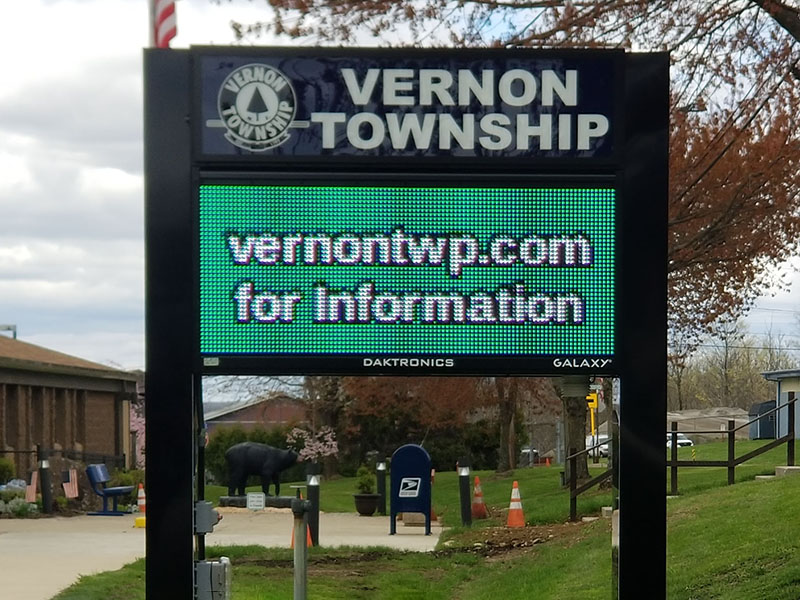 VERNON
TOWNSHIP
VERNON
TOWNSHIP
vernontwp.com
for Information
DAKTRONICS
GALAXY